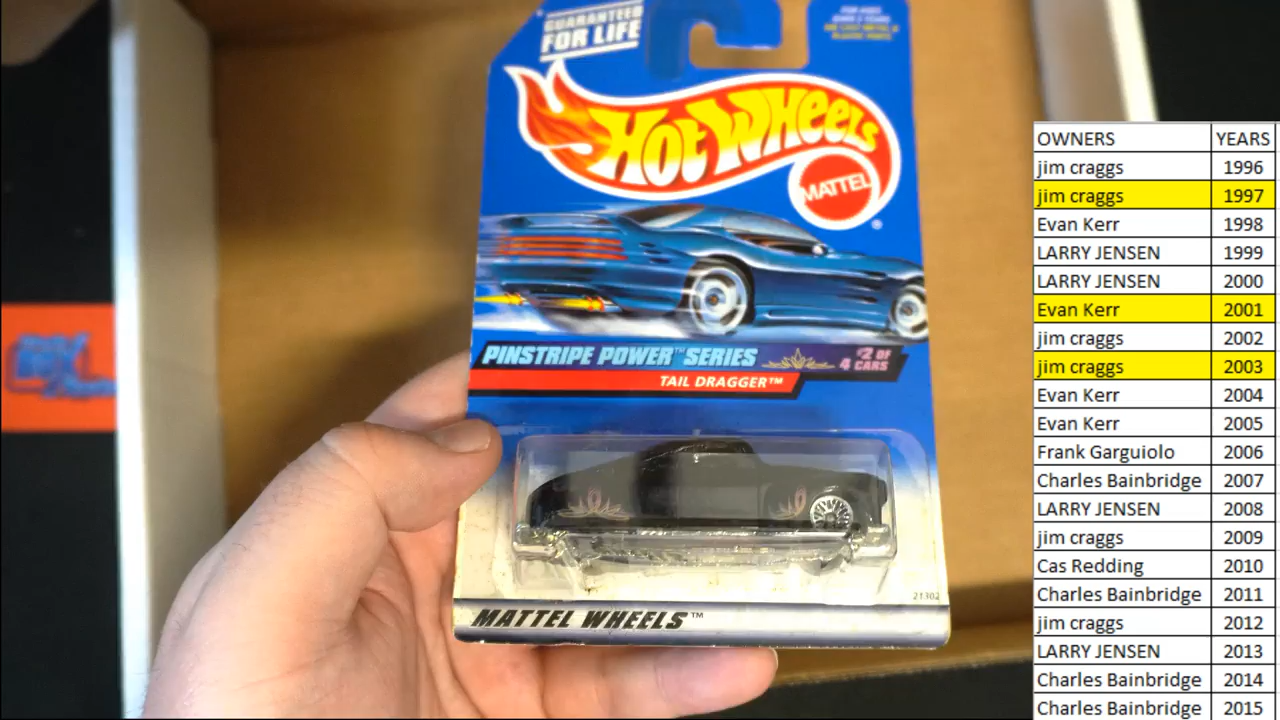 GUARANTEED
FOR LIFE
HOT WHEELS
MATTEL
PINSTRIPE POWER™ SERIES
#2 OF
4 CARS
TAIL DRAGGER™
21302
MATTEL WHEELS™
OWNERS YEARS
jim craggs 1996
jim craggs 1997
Evan Kerr 1998
LARRY JENSEN 1999
LARRY JENSEN 2000
Evan Kerr 2001
jim craggs 2002
jim craggs 2003
Evan Kerr 2004
Evan Kerr 2005
Frank Garguiolo 2006
Charles Bainbridge 2007
LARRY JENSEN 2008
jim craggs 2009
Cas Redding 2010
Charles Bainbridge 2011
jim craggs 2012
LARRY JENSEN 2013
Charles Bainbridge 2014
Charles Bainbridge 2015